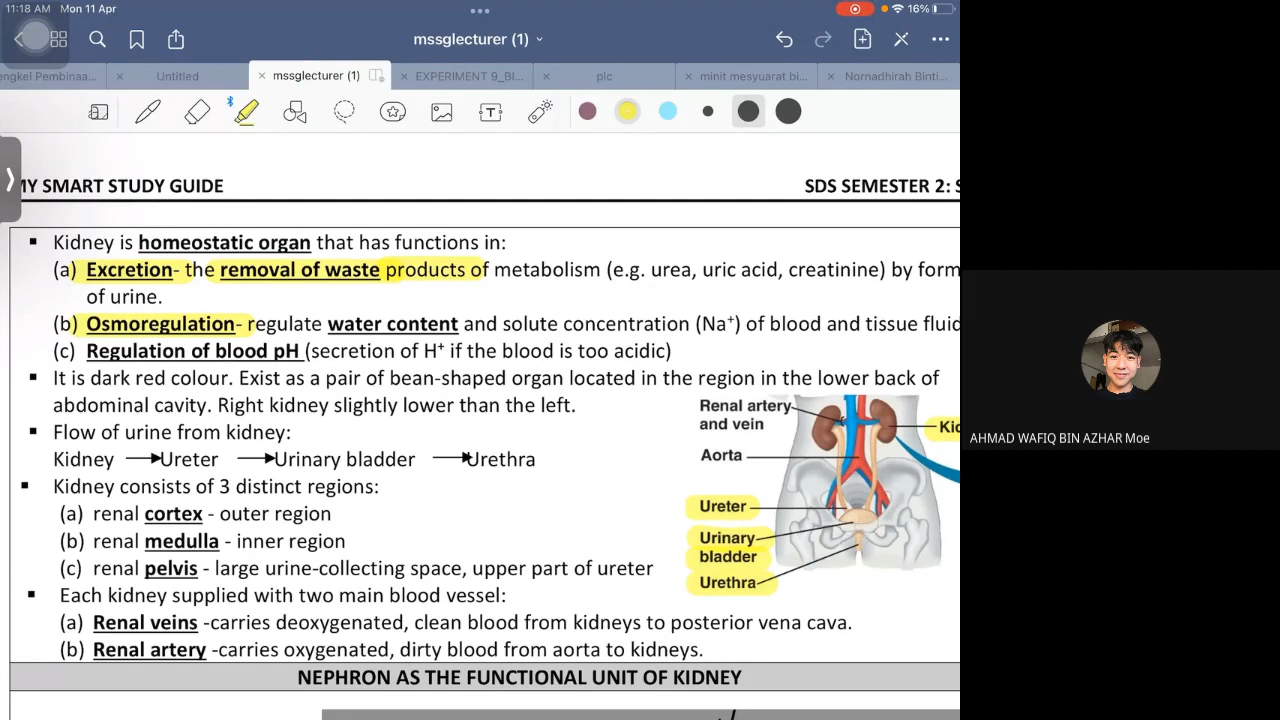 11:18 AM Mon 11 Apr
16%
mssglecturer (1)
engkel Pembinaa...
Untitled
mssglecturer (1)
EXPERIMENT 9_BI...
plc
minit mesyuarat bi...
Nornadhirah Binti...
MY SMART STUDY GUIDE
SDS SEMESTER 2: S
▪ Kidney is homeostatic organ that has functions in:
(a) Excretion- the removal of waste products of metabolism (e.g. urea, uric acid, creatinine) by form
of urine.
(b) Osmoregulation- regulate water content and solute concentration (Na⁺) of blood and tissue fluid
(c) Regulation of blood pH (secretion of H⁺ if the blood is too acidic)
▪ It is dark red colour. Exist as a pair of bean-shaped organ located in the region in the lower back of
abdominal cavity. Right kidney slightly lower than the left.
▪ Flow of urine from kidney:
Kidney → Ureter → Urinary bladder → Urethra
▪ Kidney consists of 3 distinct regions:
(a) renal cortex - outer region
(b) renal medulla - inner region
(c) renal pelvis - large urine-collecting space, upper part of ureter
▪ Each kidney supplied with two main blood vessel:
(a) Renal veins -carries deoxygenated, clean blood from kidneys to posterior vena cava.
(b) Renal artery -carries oxygenated, dirty blood from aorta to kidneys.
Renal artery
and vein
Kid
Aorta
Ureter
Urinary
bladder
Urethra
NEPHRON AS THE FUNCTIONAL UNIT OF KIDNEY
AHMAD WAFIQ BIN AZHAR Moe